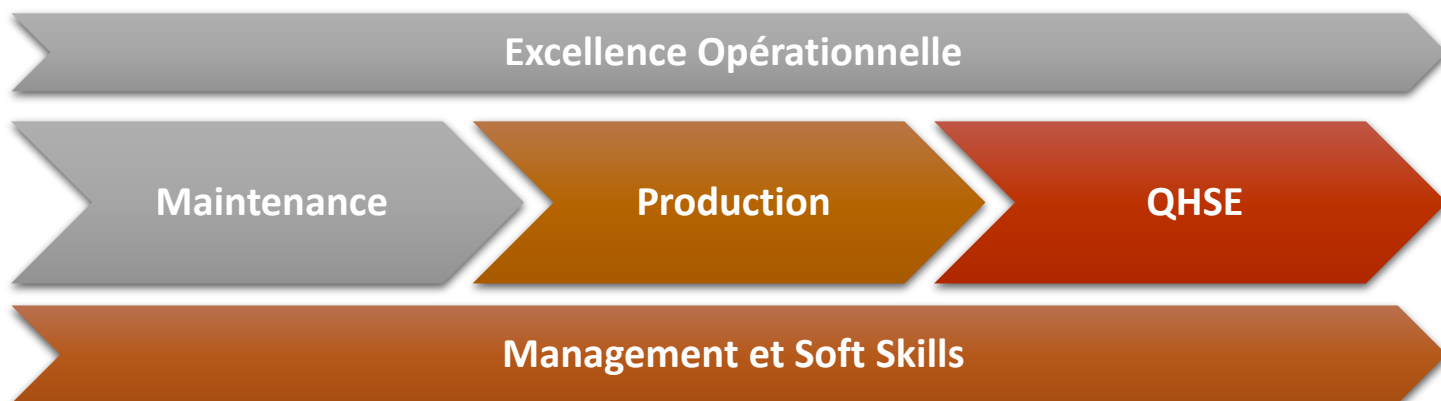 Excellence Opérationnelle
Maintenance
Production
QHSE
Management et Soft Skills